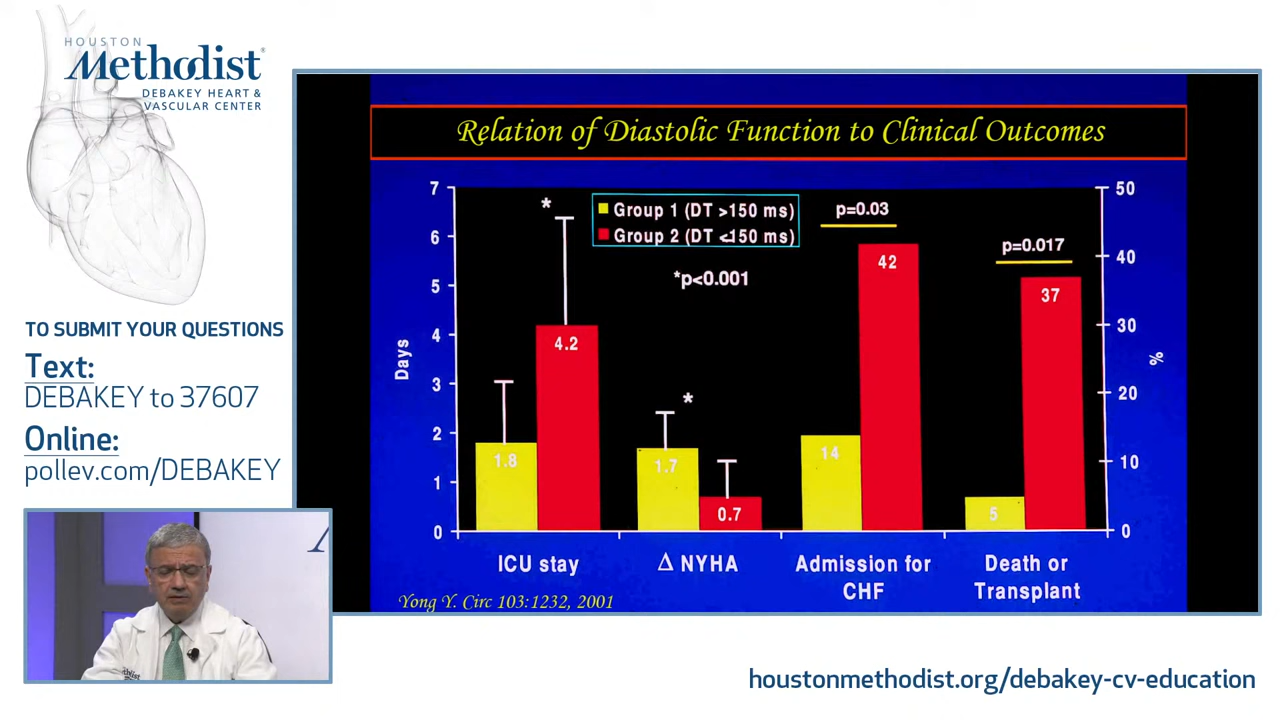 HOUSTON
Methodist®
DEBAKEY HEART &
VASCULAR CENTER
TO SUBMIT YOUR QUESTIONS
Text:
DEBAKEY to 37607
Online:
pollev.com/DEBAKEY
Relation of Diastolic Function to Clinical Outcomes
7
6
5
4
3
2
1
0
Days
*
Group 1 (DT >150 ms)
Group 2 (DT <150 ms)
*p<0.001
p=0.03
p=0.017
1.8
4.2
1.7
*
0.7
14
42
5
37
50
40
30
20
10
0
%
ICU stay
Δ NYHA
Admission for
CHF
Death or
Transplant
Yong Y. Circ 103:1232, 2001
houstonmethodist.org/debakey-cv-education